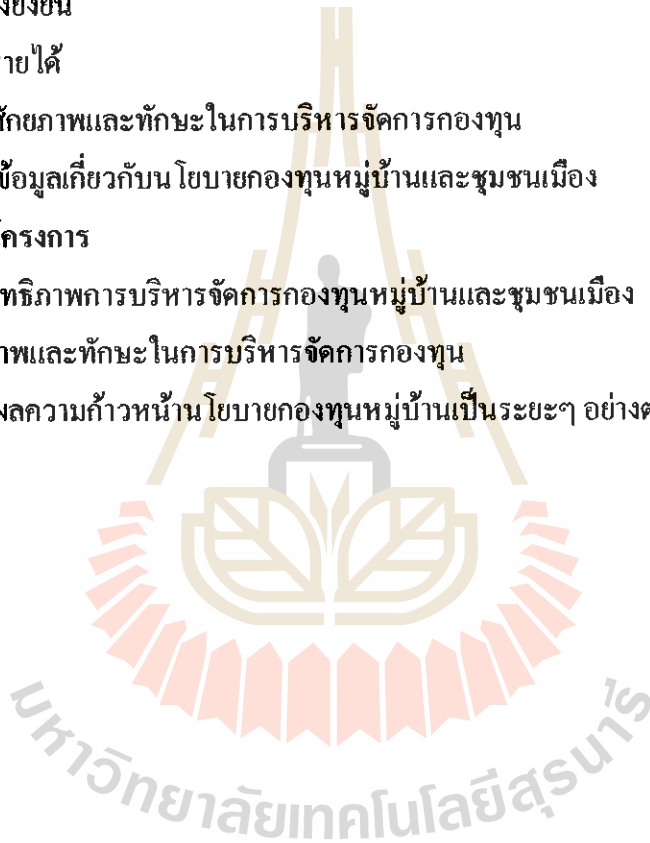 งยั่งยืน
รายได้
ศักยภาพและทักษะในการบริหารจัดการกองทุน
ข้อมูลเกี่ยวกับนโยบายกองทุนหมู่บ้านและชุมชนเมือง
โครงการ
ทธิภาพการบริหารจัดการกองทุนหมู่บ้านและชุมชนเมือง
าพและทักษะในการบริหารจัดการกองทุน
ผลความก้าวหน้านโยบายกองทุนหมู่บ้านเป็นระยะๆ อย่างต
มหาวิทยาลัยเทคโนโลยีสุรนารี